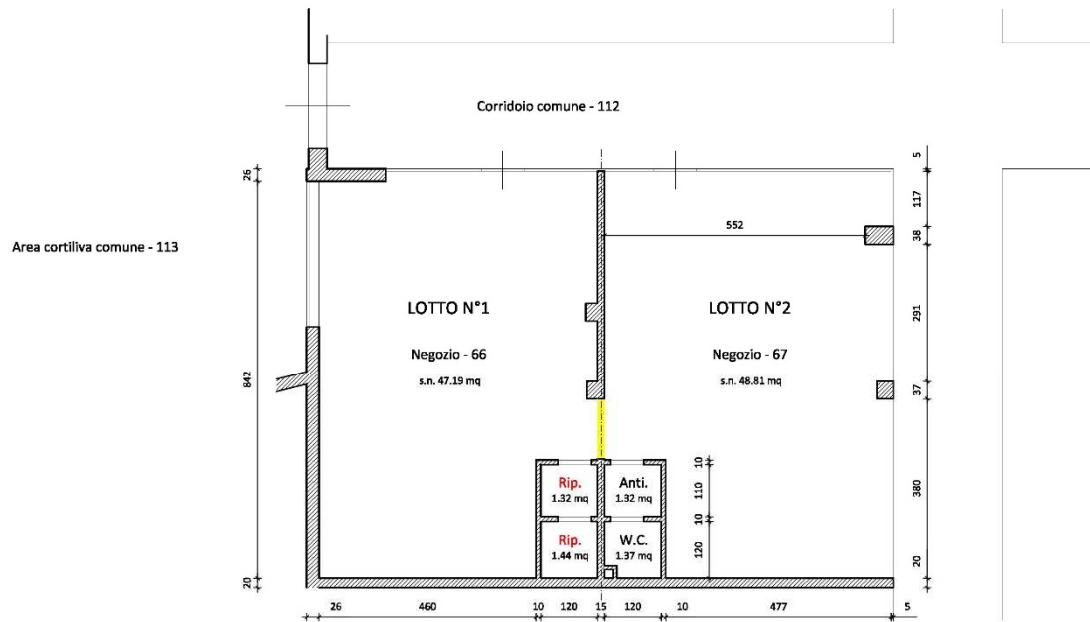 Corridoio comune - 112
Area cortiliva comune - 113
26
842
20
5
117
38
291
37
380
20
552
LOTTO N°1
Negozio - 66
s.n. 47.19 mq
LOTTO N°2
Negozio - 67
s.n. 48.81 mq
Rip.
1.32 mq
Anti.
1.32 mq
Rip.
1.44 mq
W.C.
1.37 mq
10
110
10
120
26 460 10 120 15 120 10 477 5